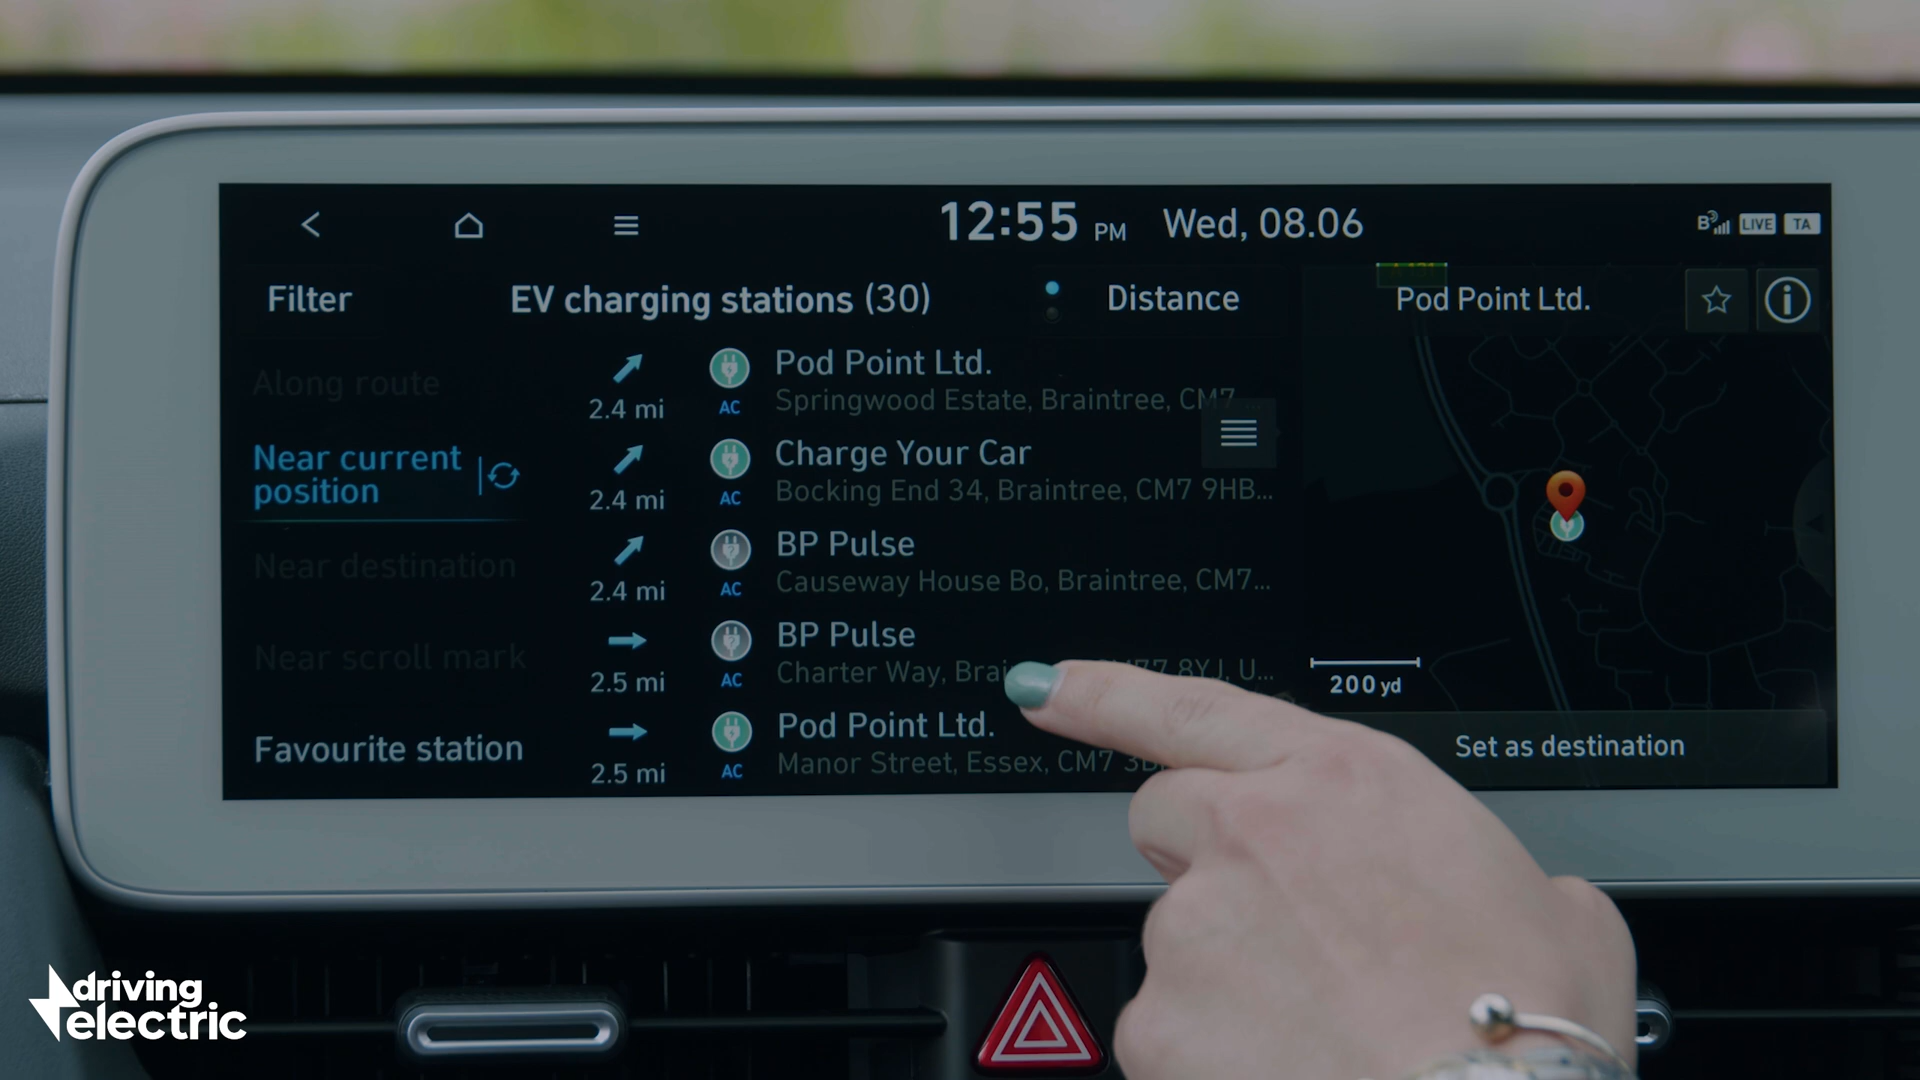 12:55 PM Wed, 08.06
B LIVE TA
Filter
EV charging stations (30)
Distance
Pod Point Ltd.
Along route
Near current
position
Near destination
Near scroll mark
Favourite station
2.4 mi
AC
Pod Point Ltd.
Springwood Estate, Braintree, CM7 ...
2.4 mi
AC
Charge Your Car
Bocking End 34, Braintree, CM7 9HB...
2.4 mi
AC
BP Pulse
Causeway House Bo, Braintree, CM7...
2.5 mi
AC
BP Pulse
Charter Way, 8YJ, U...
2.5 mi
AC
Pod Point Ltd.
Manor Street, Essex, CM7
200 yd
Set as destination
driving
electric